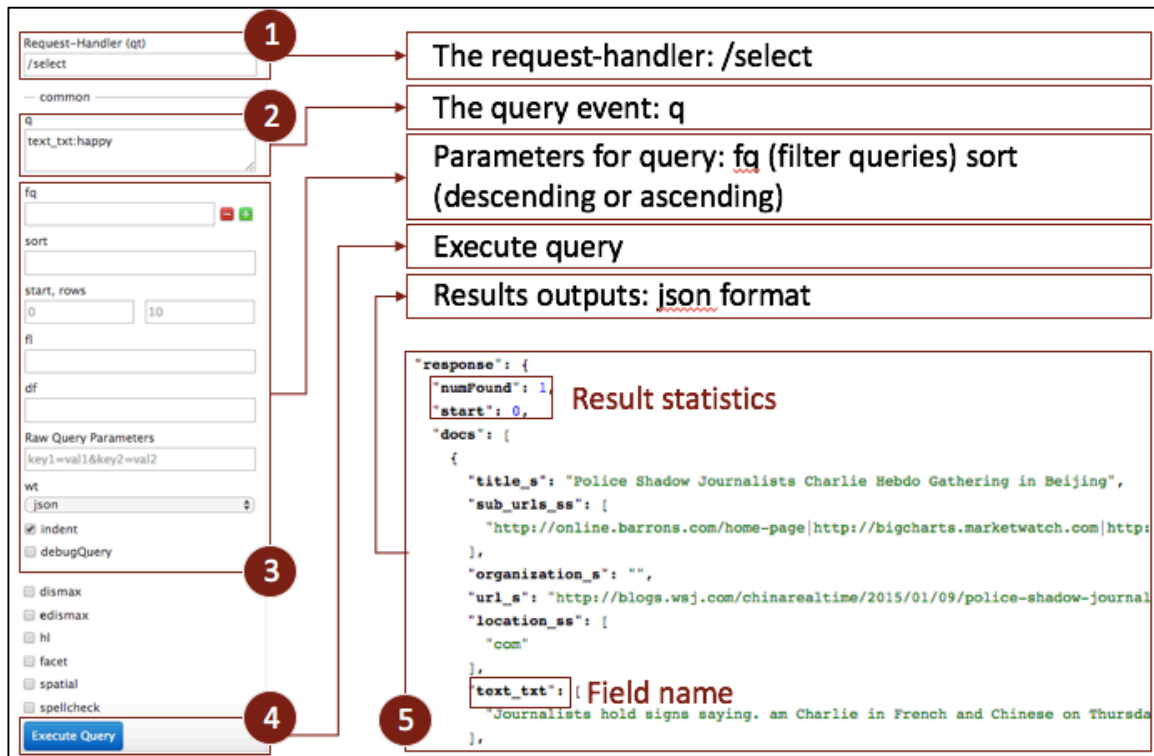 Request-Handler (qt)
/select
common
q
text_txt:happy
fq
sort
start, rows
0 10
fl
df
Raw Query Parameters
key1=val1&key2=val2
wt
json
indent
debugQuery
dismax
edismax
hl
facet
spatial
spellcheck
Execute Query
1
2
3
4
5
The request-handler: /select
The query event: q
Parameters for query: fq (filter queries) sort
(descending or ascending)
Execute query
Results outputs: json format
"response": {
"numFound": 1,
"start": 0,
Result statistics
"docs": [
{
"title_s": "Police Shadow Journalists Charlie Hebdo Gathering in Beijing",
"sub_urls_ss": [
"http://online.barrons.com/home-page|http://bigcharts.marketwatch.com|http:
],
"organization_s": "",
"url_s": "http://blogs.wsj.com/chinarealtime/2015/01/09/police-shadow-journal
"location_ss": [
"com"
],
"text_txt": [
Field name
"Journalists hold signs saying. am Charlie in French and Chinese on Thursda
],